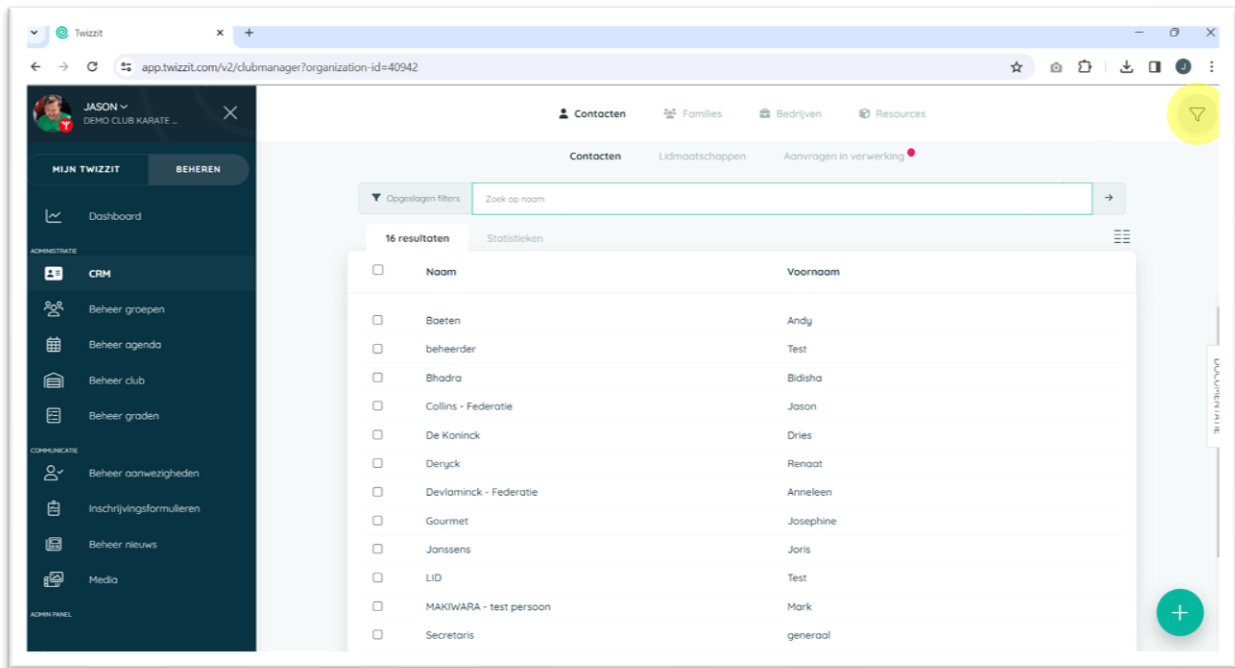 Twizzit
app.twizzit.com/v2/clubmanager?organization-id=40942
J
JASON
DEMO CLUB KARATE ...
MIJN TWIZZIT BEHEREN
Dashboard
ADMINISTRATIE
CRM
Beheer groepen
Beheer agenda
Beheer club
Beheer graden
COMMUNICATIE
Beheer aanwezigheden
Inschrijvingsformulieren
Beheer nieuws
Media
ADMIN PANEL
Contacten Families Bedrijven Resources
Contacten Lidmaatschappen Aanvragen in verwerking
Opgeslagen filters Zoek op naam
16 resultaten Statistieken
Naam Voornaam
Baeten Andy
beheerder Test
Bhadra Bidisha
Collins - Federatie Jason
De Koninck Dries
Deryck Renaat
Devlaminck - Federatie Anneleen
Gourmet Josephine
Janssens Joris
LID Test
MAKIWARA - test persoon Mark
Secretaris generaal
DOCUMENTATIE